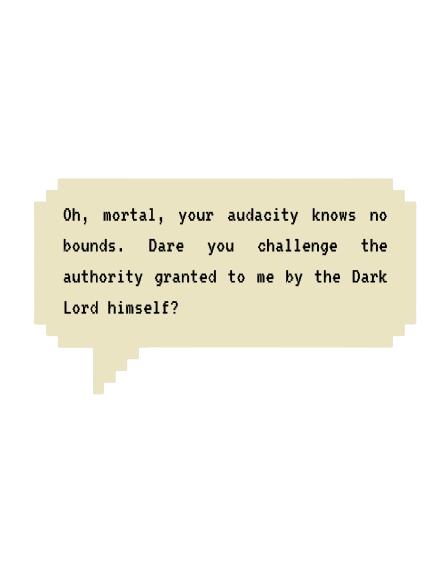 Oh, mortal, your audacity knows no
bounds. Dare you challenge the
authority granted to me by the Dark
Lord himself?